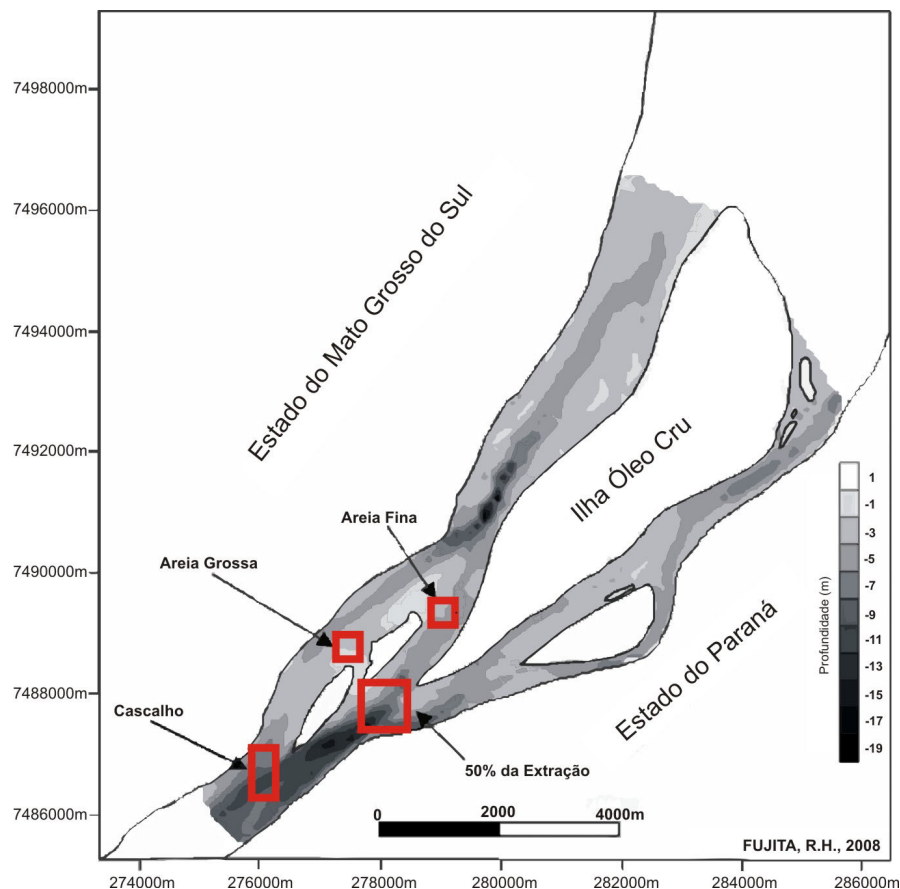 7498000m
7496000m
7494000m
7492000m
7490000m
7488000m
7486000m
Estado do Mato Grosso do Sul
Ilha Óleo Cru
Estado do Paraná
Areia Fina
Areia Grossa
Cascalho
50% da Extração
1
-1
-3
-5
-7
-9
-11
-13
-15
-17
-19
Profundidade (m)
0 2000 4000m
FUJITA, R.H., 2008
274000m 276000m 278000m 280000m 282000m 284000m 286000m